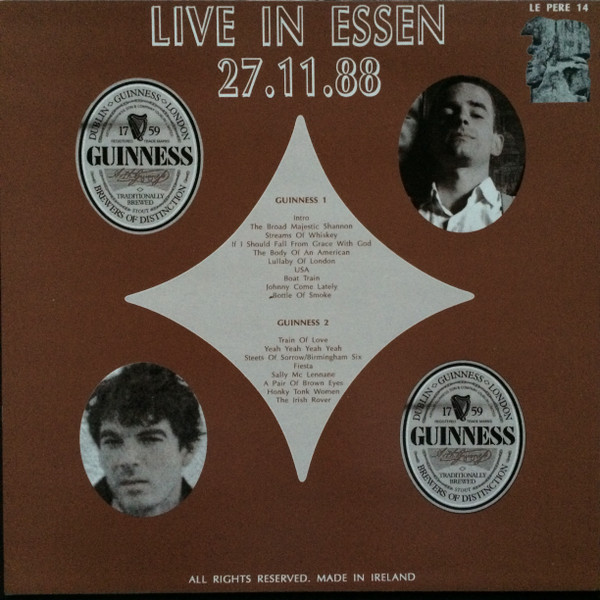 LE PERE 14
LIVE IN ESSEN
27.11.88
DUBLIN · GUINNESS · LONDON
17 59
GUINNESS
TRADITIONALLY
BREWED
STOUT
BREWERS OF DISTINCTION
GUINNESS 1
Intro
The Broad Majestic Shannon
Streams Of Whiskey
If I Should Fall From Grace With God
The Body Of An American
Lullaby Of London
USA
Boat Train
Johnny Come Lately
Bottle Of Smoke
GUINNESS 2
Train Of Love
Yeah Yeah Yeah Yeah
Steets Of Sorrow/Birmingham Six
Fiesta
Sally Mc Lennane
A Pair Of Brown Eyes
Honky Tonk Women
The Irish Rover
DUBLIN · GUINNESS · LONDON
17 59
GUINNESS
TRADITIONALLY
BREWED
STOUT
BREWERS OF DISTINCTION
ALL RIGHTS RESERVED. MADE IN IRELAND